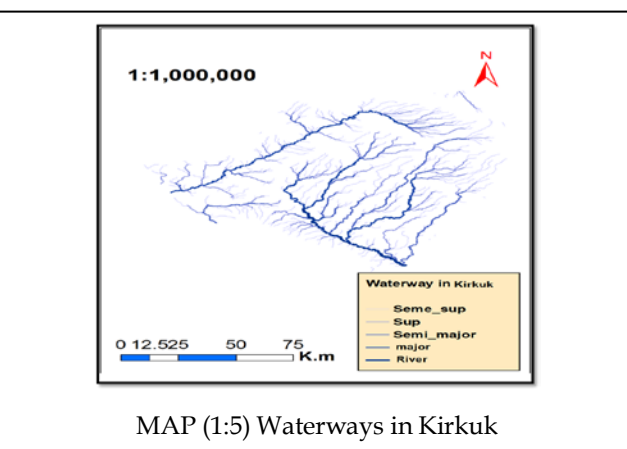 N
1:1,000,000
Waterway in Kirkuk
Seme_sup
Sup
Semi_major
major
River
0 12.525 50 75
K.m
MAP (1:5) Waterways in Kirkuk